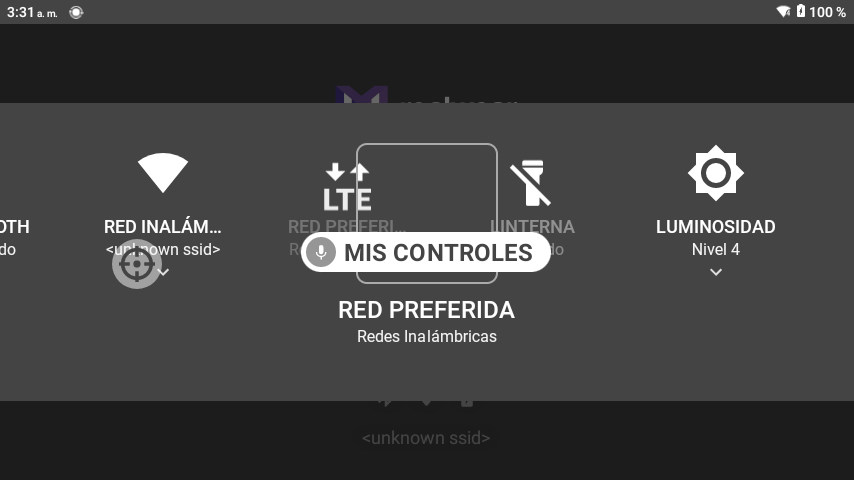 3:31 a. m.
100 %
OTH
RED INALÁM...
RED PREFERI...
LINTERNA
LUMINOSIDAD
do
<unknown ssid>
do
Nivel 4
LTE
MIS CONTROLES
RED PREFERIDA
Redes Inalámbricas
<unknown ssid>